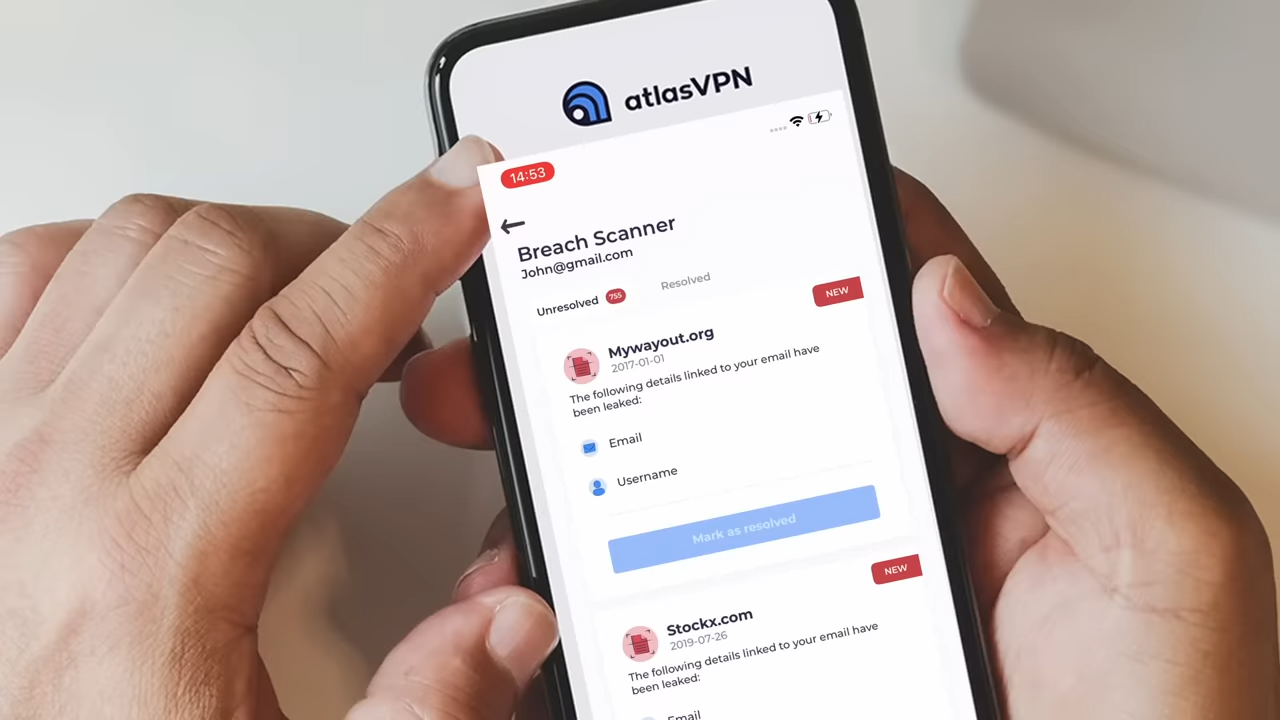 atlasVPN
14:53
Breach Scanner
John@gmail.com
Unresolved 755 Resolved
NEW
Mywayout.org
2017-01-01
The following details linked to your email have
been leaked:
Email
Username
Mark as resolved
NEW
Stockx.com
2019-07-26
The following details linked to your email have
been leaked:
Email